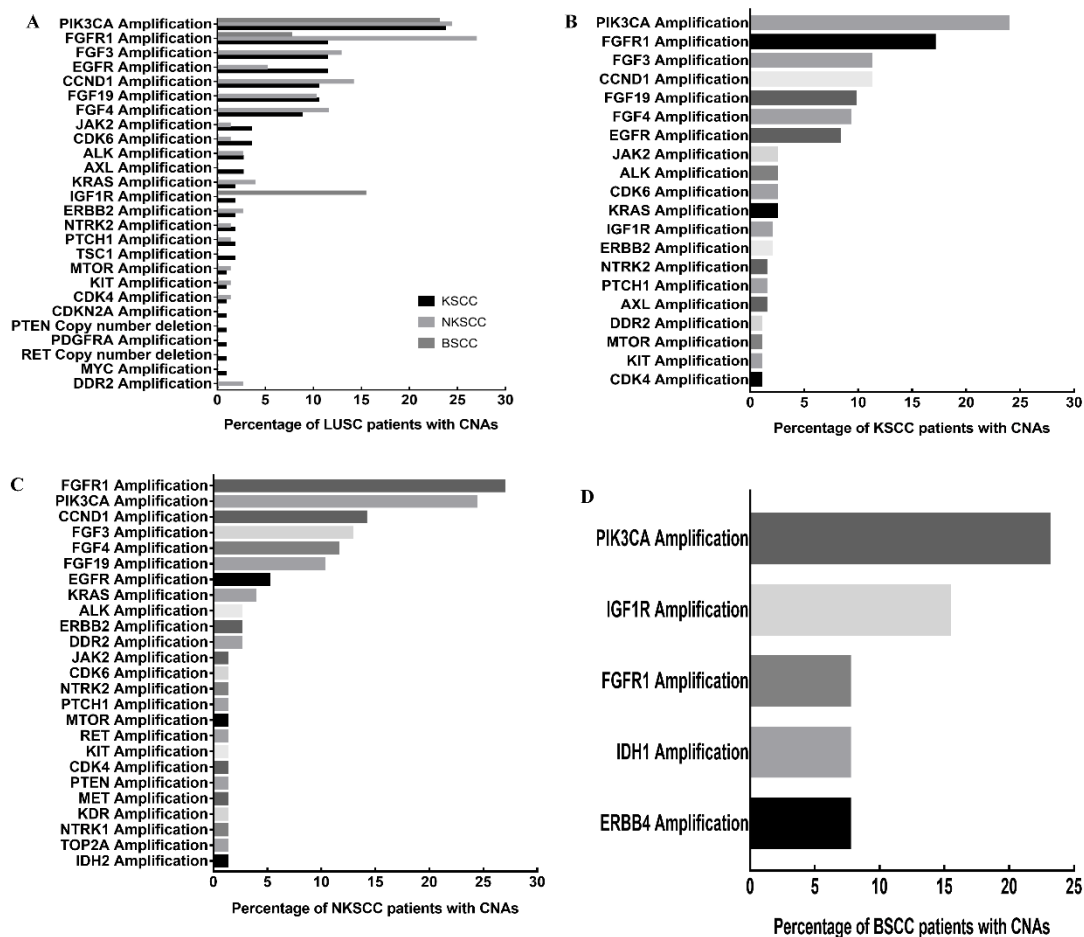 A
PIK3CA Amplification
FGFR1 Amplification
FGF3 Amplification
EGFR Amplification
CCND1 Amplification
FGF19 Amplification
FGF4 Amplification
JAK2 Amplification
CDK6 Amplification
ALK Amplification
AXL Amplification
KRAS Amplification
IGF1R Amplification
ERBB2 Amplification
NTRK2 Amplification
PTCH1 Amplification
TSC1 Amplification
MTOR Amplification
KIT Amplification
CDK4 Amplification
CDKN2A Amplification
PTEN Copy number deletion
PDGFRA Amplification
RET Copy number deletion
MYC Amplification
DDR2 Amplification
KSCC
NKSCC
BSCC
0 5 10 15 20 25 30
Percentage of LUSC patients with CNAs
B
PIK3CA Amplification
FGFR1 Amplification
FGF3 Amplification
CCND1 Amplification
FGF19 Amplification
FGF4 Amplification
EGFR Amplification
JAK2 Amplification
ALK Amplification
CDK6 Amplification
KRAS Amplification
IGF1R Amplification
ERBB2 Amplification
NTRK2 Amplification
PTCH1 Amplification
AXL Amplification
DDR2 Amplification
MTOR Amplification
KIT Amplification
CDK4 Amplification
0 5 10 15 20 25 30
Percentage of KSCC patients with CNAs
C
FGFR1 Amplification
PIK3CA Amplification
CCND1 Amplification
FGF3 Amplification
FGF4 Amplification
FGF19 Amplification
EGFR Amplification
KRAS Amplification
ALK Amplification
ERBB2 Amplification
DDR2 Amplification
JAK2 Amplification
CDK6 Amplification
NTRK2 Amplification
PTCH1 Amplification
MTOR Amplification
RET Amplification
KIT Amplification
CDK4 Amplification
PTEN Amplification
MET Amplification
KDR Amplification
NTRK1 Amplification
TOP2A Amplification
IDH2 Amplification
0 5 10 15 20 25 30
Percentage of NKSCC patients with CNAs
D
PIK3CA Amplification
IGF1R Amplification
FGFR1 Amplification
IDH1 Amplification
ERBB4 Amplification
0 5 10 15 20 25
Percentage of BSCC patients with CNAs